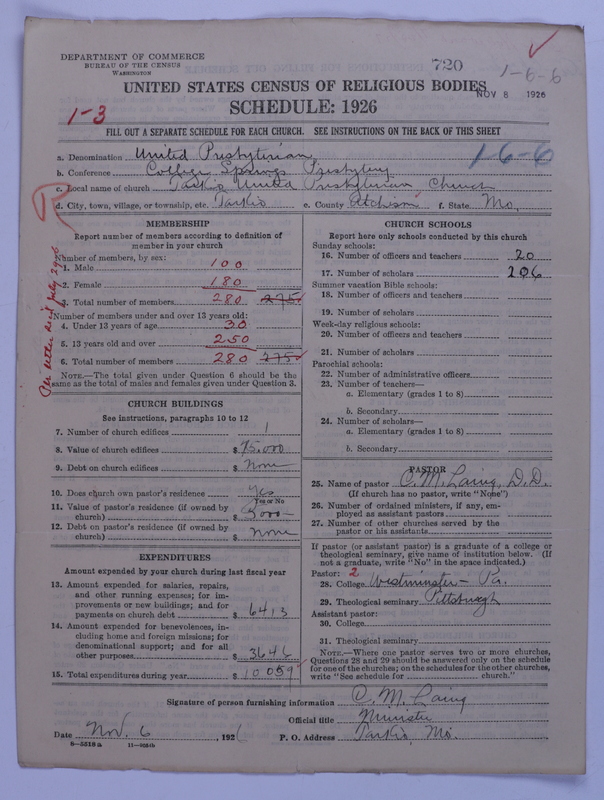 DEPARTMENT OF COMMERCE
BUREAU OF THE CENSUS
WASHINGTON
720
1-6-6
NOV 8 1926
UNITED STATES CENSUS OF RELIGIOUS BODIES
SCHEDULE: 1926
1-3
FILL OUT A SEPARATE SCHEDULE FOR EACH CHURCH. SEE INSTRUCTIONS ON THE BACK OF THIS SHEET
a. Denomination United Presbyterian
1-6-6
b. Conference College Springs Presbytery
c. Local name of church Tarkio United Presbyterian Church
d. City, town, village, or township, etc. Tarkio e. County Atchison f. State Mo.
MEMBERSHIP
Report number of members according to definition of member in your church
Number of members, by sex:
1. Male 100
2. Female 180
3. Total number of members 280 275
Number of members under and over 13 years old:
4. Under 13 years of age 30
5. 13 years old and over 250
6. Total number of members 280 275
NOTE.—The total given under Question 6 should be the same as the total of males and females given under Question 3.
Per letter
CHURCH BUILDINGS
See instructions, paragraphs 10 to 12
7. Number of church edifices 1
8. Value of church edifices $ 75,000
9. Debt on church edifices $ None
10. Does church own pastor's residence Yes
Yes or No
11. Value of pastor's residence (if owned by church) $ 5000
12. Debt on pastor's residence (if owned by church) $ None
EXPENDITURES
Amount expended by your church during last fiscal year
13. Amount expended for salaries, repairs, and other running expenses; for improvements or new buildings; and for payments on church debt $ 6413
14. Amount expended for benevolences, including home and foreign missions; for denominational support; and for all other purposes $ 3646
15. Total expenditures during year $ 10059
CHURCH SCHOOLS
Report here only schools conducted by this church
Sunday schools:
16. Number of officers and teachers 20
17. Number of scholars 206
Summer vacation Bible schools:
18. Number of officers and teachers
19. Number of scholars
Week-day religious schools:
20. Number of officers and teachers
21. Number of scholars
Parochial schools:
22. Number of administrative officers
23. Number of teachers—
a. Elementary (grades 1 to 8)
b. Secondary
24. Number of scholars—
a. Elementary (grades 1 to 8)
b. Secondary
PASTOR
25. Name of pastor C. M. Laing, D.D.
(If church has no pastor, write "None")
26. Number of ordained ministers, if any, employed as assistant pastors
27. Number of other churches served by the pastor or his assistants
If pastor (or assistant pastor) is a graduate of a college or theological seminary, give name of institution below. (If not a graduate, write "No" in the space indicated.)
Pastor: 2
28. College Westminster - Pa.
29. Theological seminary Pittsburgh
Assistant pastor:
30. College
31. Theological seminary
NOTE.—Where one pastor serves two or more churches, Questions 28 and 29 should be answered only on the schedule for one of the churches; on the schedules for the other churches, write "See schedule for church."
Signature of person furnishing information C. M. Laing
Official title Minister
Date Nov. 6, 1926 P. O. Address Tarkio Mo.